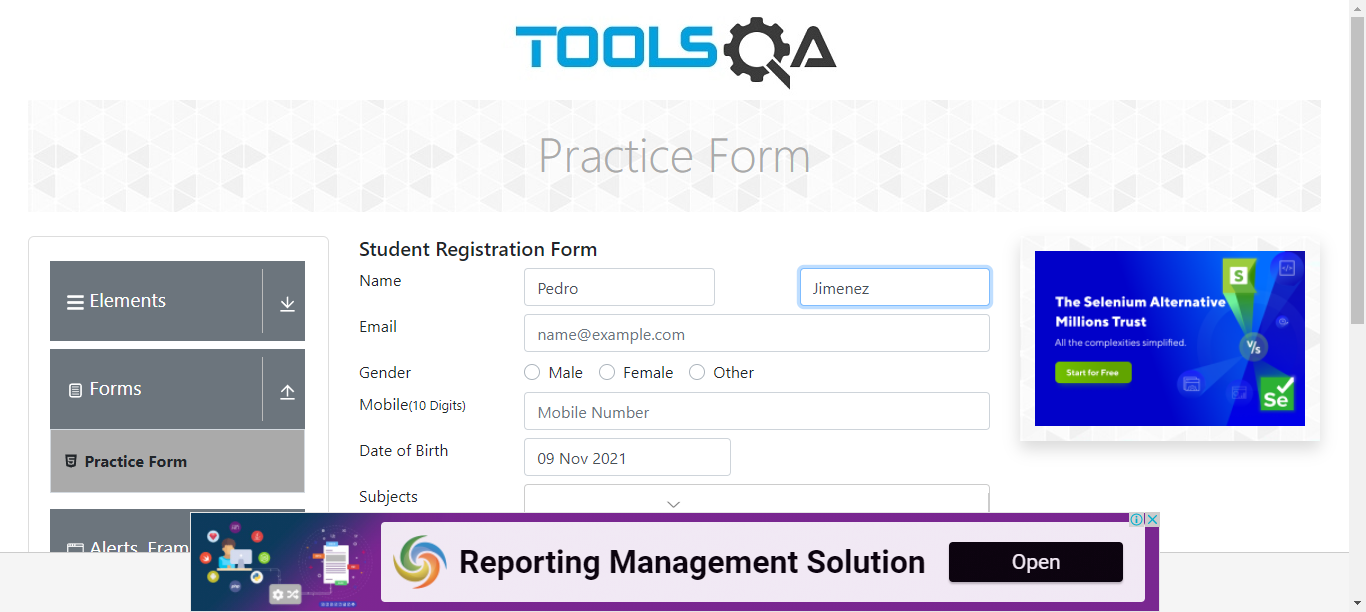 TOOLSQA
Practice Form
Elements
Forms
Practice Form
Alerts, Fram
Student Registration Form
Name
Pedro
Jimenez
Email
name@example.com
Gender
Male
Female
Other
Mobile(10 Digits)
Mobile Number
Date of Birth
09 Nov 2021
Subjects
S
The Selenium Alternative
Millions Trust
All the complexities simplified.
Start for Free
V/s
Se
Reporting Management Solution
Open